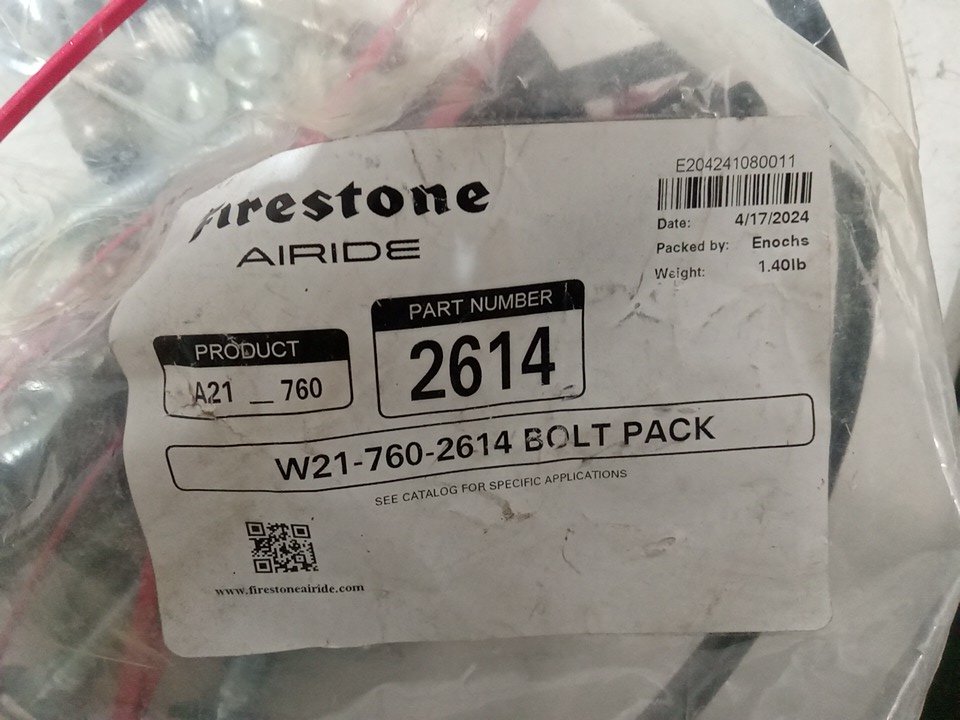 Firestone
AIRIDE
E204241080011
Date: 4/17/2024
Packed by: Enochs
Weight: 1.40lb
PRODUCT
A21 __ 760
PART NUMBER
2614
W21-760-2614 BOLT PACK
SEE CATALOG FOR SPECIFIC APPLICATIONS
www.firestoneairide.com